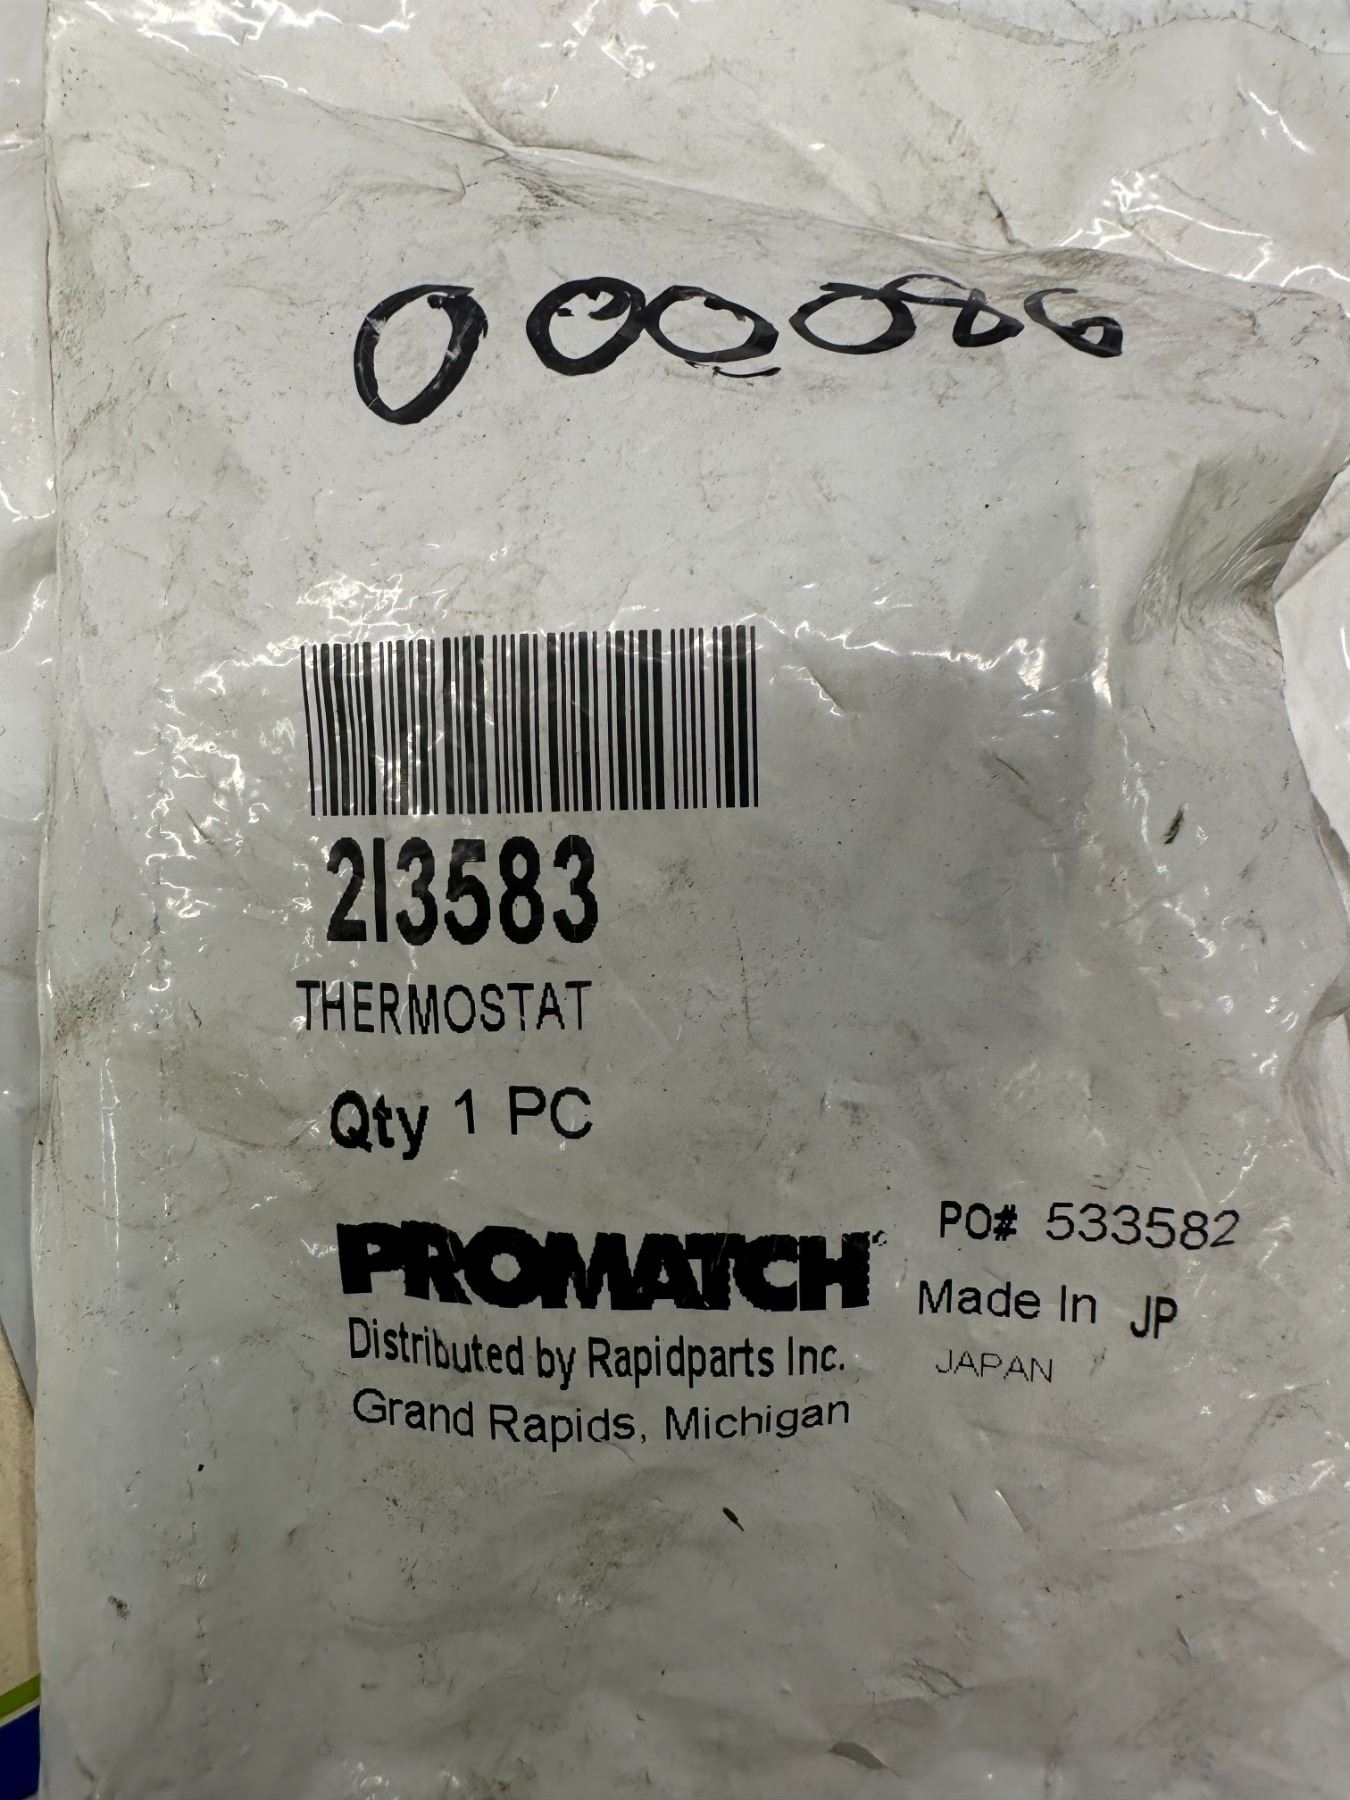 000086
213583
THERMOSTAT
Qty 1 PC
PROMATCH
PO# 533582
Distributed by Rapidparts Inc.
Made In JP
Grand Rapids, Michigan
JAPAN